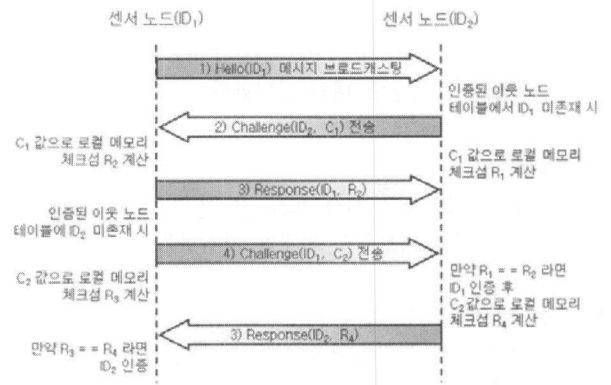 센서 노드(ID₁)
센서 노드(ID₂)
1) Hello(ID₁) 메시지 브로드캐스팅
인증된 이웃 노드
테이블에서 ID₁ 미존재 시
2) Challenge(ID₂, C₁) 전송
C₁ 값으로 로컬 메모리
체크섬 R₂ 계산
C₁ 값으로 로컬 메모리
체크섬 R₁ 계산
3) Response(ID₁, R₂)
인증된 이웃 노드
테이블에 ID₂ 미존재 시
4) Challenge(ID₁, C₂) 전송
C₂ 값으로 로컬 메모리
체크섬 R₃ 계산
만약 R₁ = = R₂ 라면
ID₁ 인증 후
C₂ 값으로 로컬 메모리
체크섬 R₄ 계산
3) Response(ID₂, R₄)
만약 R₃ = = R₄ 라면
ID₂ 인증